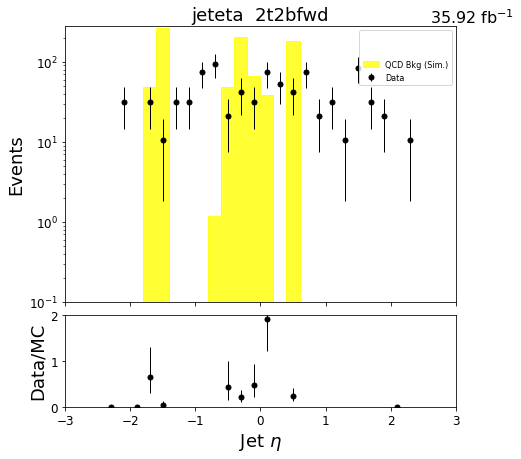 jeteta  2t2bfwd
35.92 fb⁻¹
QCD Bkg (Sim.)
Data
Events
10²
10¹
10⁰
10⁻¹
Data/MC
2
1
0
−3 −2 −1 0 1 2 3
Jet η